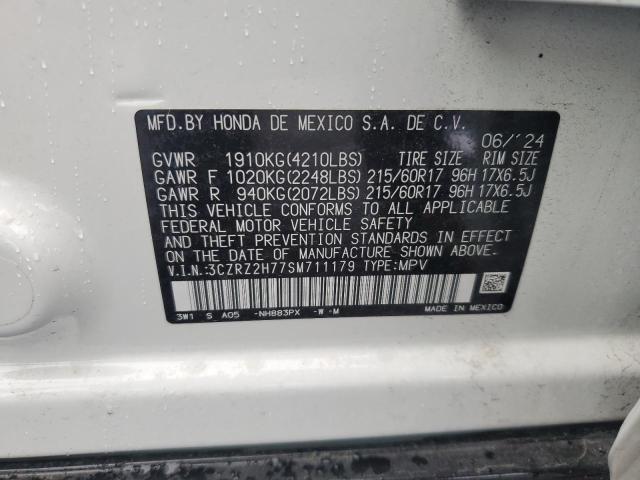 MFD.BY HONDA DE MEXICO S.A. DE C.V.
06/'24
GVWR 1910KG(4210LBS) TIRE SIZE RIM SIZE
GAWR F 1020KG(2248LBS) 215/60R17 96H 17X6.5J
GAWR R 940KG(2072LBS) 215/60R17 96H 17X6.5J
THIS VEHICLE CONFORMS TO ALL APPLICABLE
FEDERAL MOTOR VEHICLE SAFETY
AND THEFT PREVENTION STANDARDS IN EFFECT
ON THE DATE OF MANUFACTURE SHOWN ABOVE.
V.I.N.:3CZRZ2H77SM711179 TYPE:MPV
3W1 S A05 -NH883PX -W -M
MADE IN MEXICO